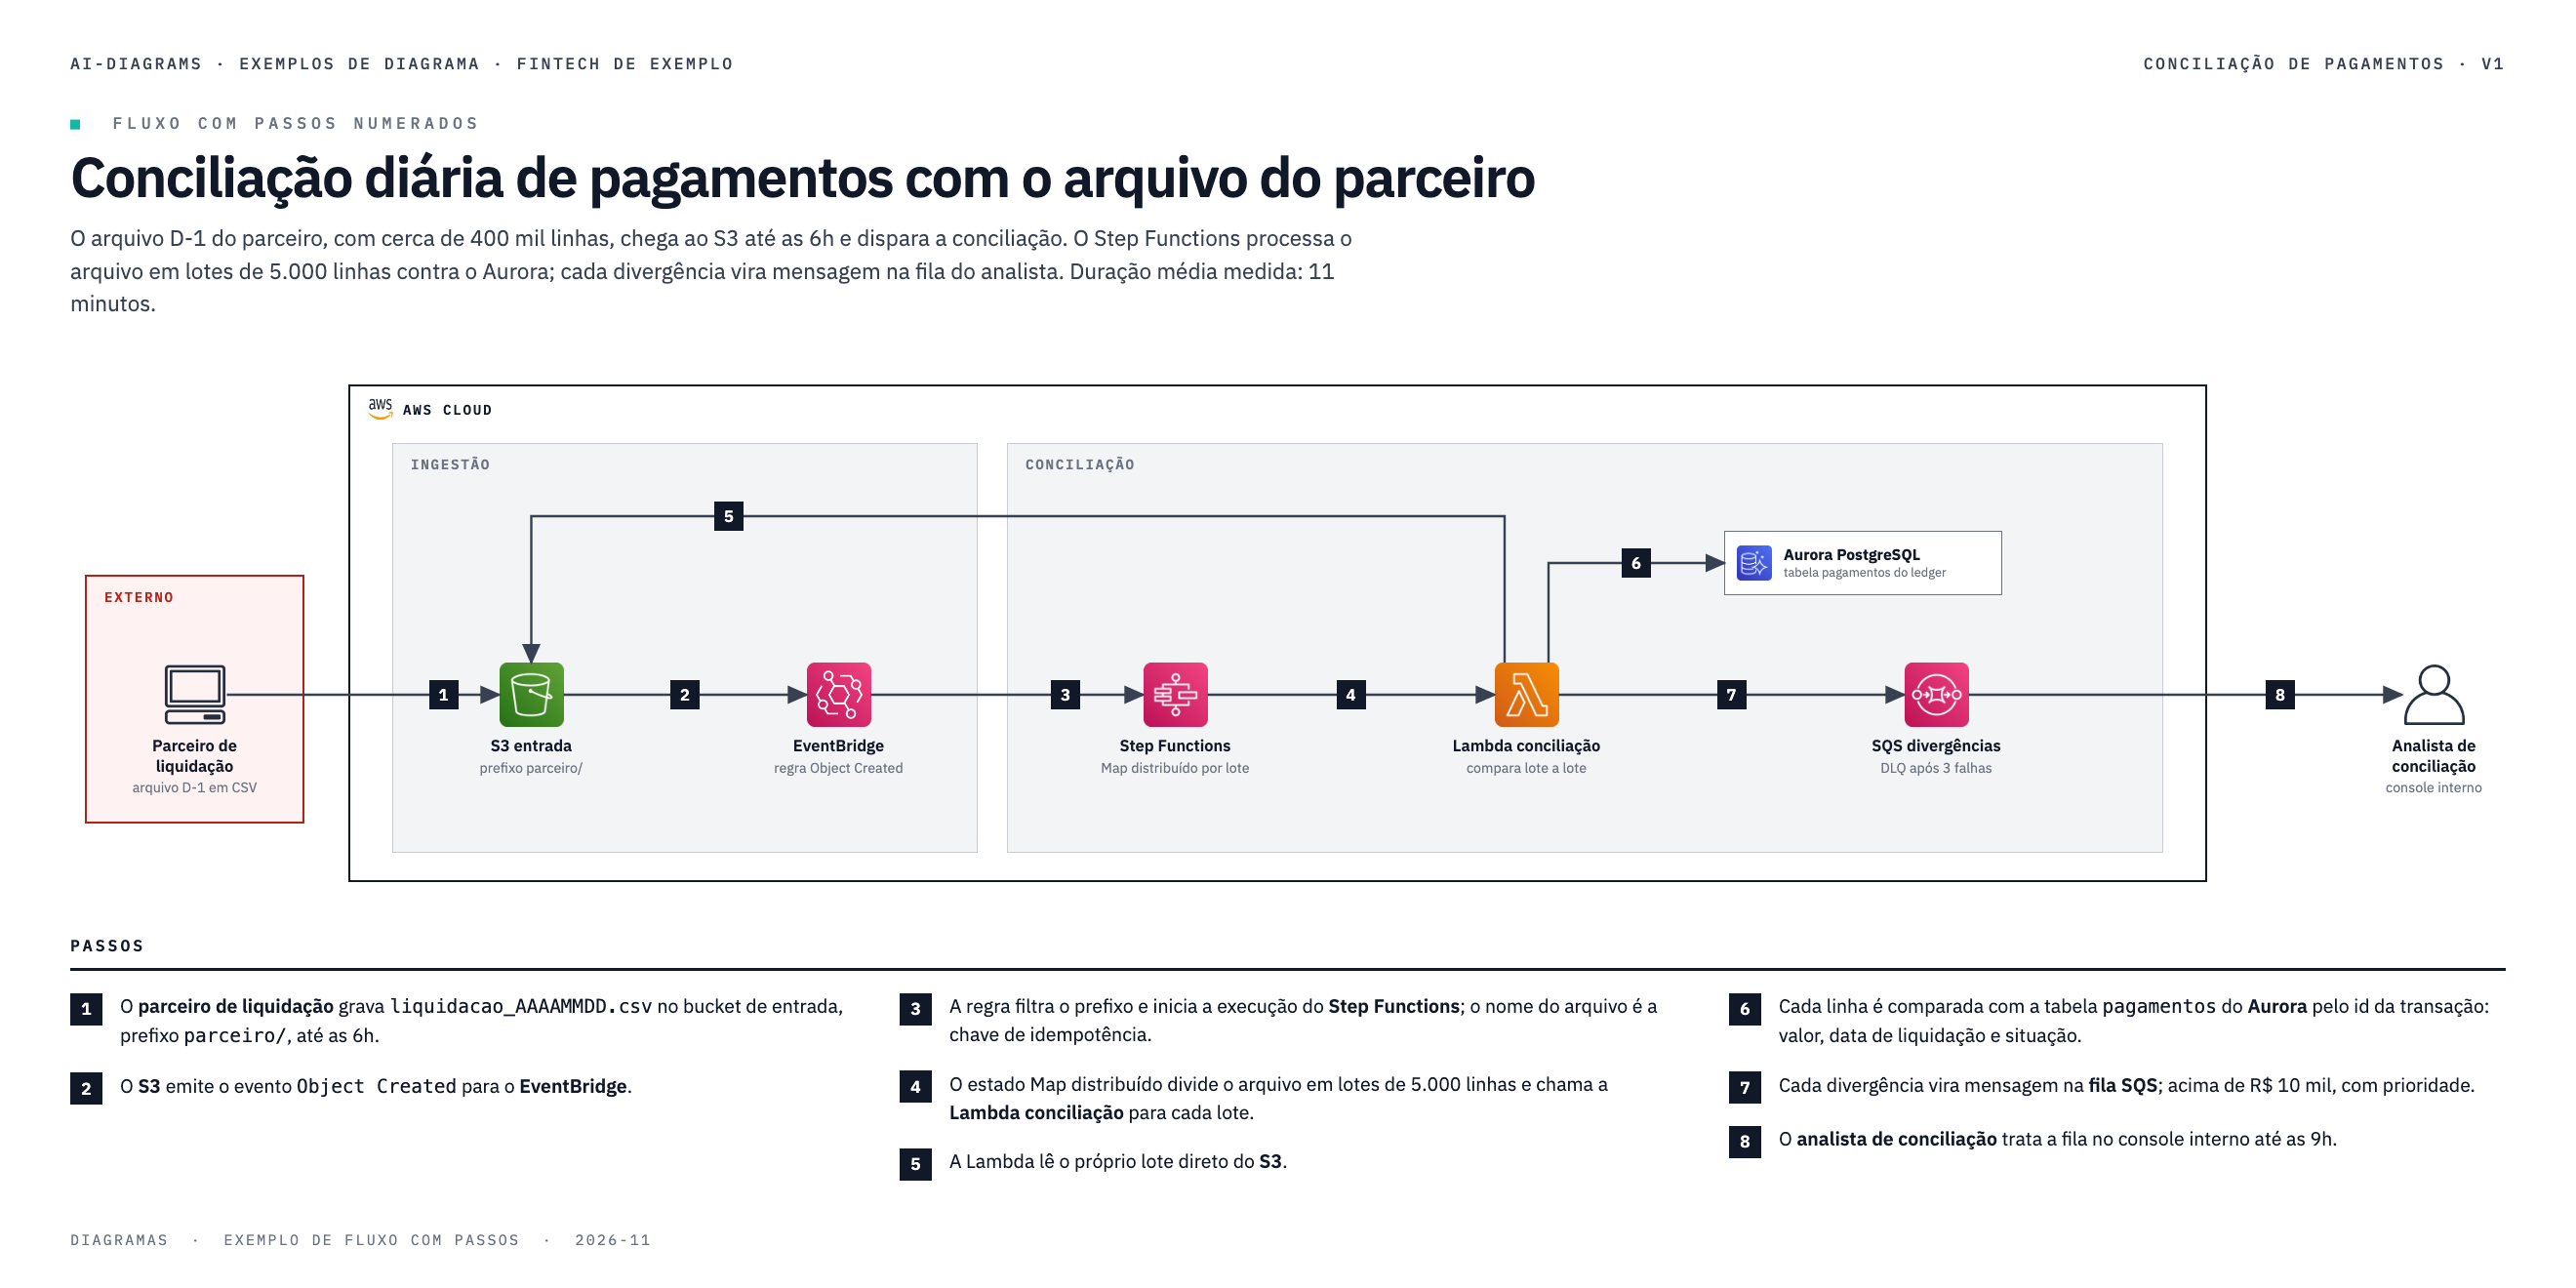 AI-DIAGRAMS · EXEMPLOS DE DIAGRAMA · FINTECH DE EXEMPLO
CONCILIAÇÃO DE PAGAMENTOS · V1
FLUXO COM PASSOS NUMERADOS
Conciliação diária de pagamentos com o arquivo do parceiro
O arquivo D-1 do parceiro, com cerca de 400 mil linhas, chega ao S3 até as 6h e dispara a conciliação. O Step Functions processa o
arquivo em lotes de 5.000 linhas contra o Aurora; cada divergência vira mensagem na fila do analista. Duração média medida: 11
minutos.
aws AWS CLOUD
INGESTÃO
CONCILIAÇÃO
5
6
Aurora PostgreSQL
tabela pagamentos do ledger
EXTERNO
1
2
3
4
7
8
Parceiro de
liquidação
arquivo D-1 em CSV
S3 entrada
prefixo parceiro/
EventBridge
regra Object Created
Step Functions
Map distribuído por lote
Lambda conciliação
compara lote a lote
SQS divergências
DLQ após 3 falhas
Analista de
conciliação
console interno
PASSOS
1 O parceiro de liquidação grava liquidacao_AAAAMMDD.csv no bucket de entrada,
prefixo parceiro/, até as 6h.
2 O S3 emite o evento Object Created para o EventBridge.
3 A regra filtra o prefixo e inicia a execução do Step Functions; o nome do arquivo é a
chave de idempotência.
4 O estado Map distribuído divide o arquivo em lotes de 5.000 linhas e chama a
Lambda conciliação para cada lote.
5 A Lambda lê o próprio lote direto do S3.
6 Cada linha é comparada com a tabela pagamentos do Aurora pelo id da transação:
valor, data de liquidação e situação.
7 Cada divergência vira mensagem na fila SQS; acima de R$ 10 mil, com prioridade.
8 O analista de conciliação trata a fila no console interno até as 9h.
DIAGRAMAS · EXEMPLO DE FLUXO COM PASSOS · 2026-11